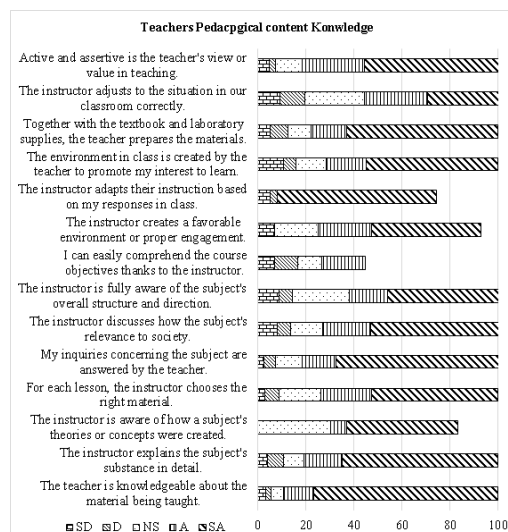 Teachers Pedacpgical content Konwledge
Active and assertive is the teacher's view or
value in teaching.
The instructor adjusts to the situation in our
classroom correctly.
Together with the textbook and laboratory
supplies, the teacher prepares the materials.
The environment in class is created by the
teacher to promote my interest to learn.
The instructor adapts their instruction based
on my responses in class.
The instructor creates a favorable
environment or proper engagement.
I can easily comprehend the course
objectives thanks to the instructor.
The instructor is fully aware of the subject's
overall structure and direction.
The instructor discusses how the subject's
relevance to society.
My inquiries concerning the subject are
answered by the teacher.
For each lesson, the instructor chooses the
right material.
The instructor is aware of how a subject's
theories or concepts were created.
The instructor explains the subject's
substance in detail.
The teacher is knowledgeable about the
material being taught.
SD D NS A SA
0 20 40 60 80 100